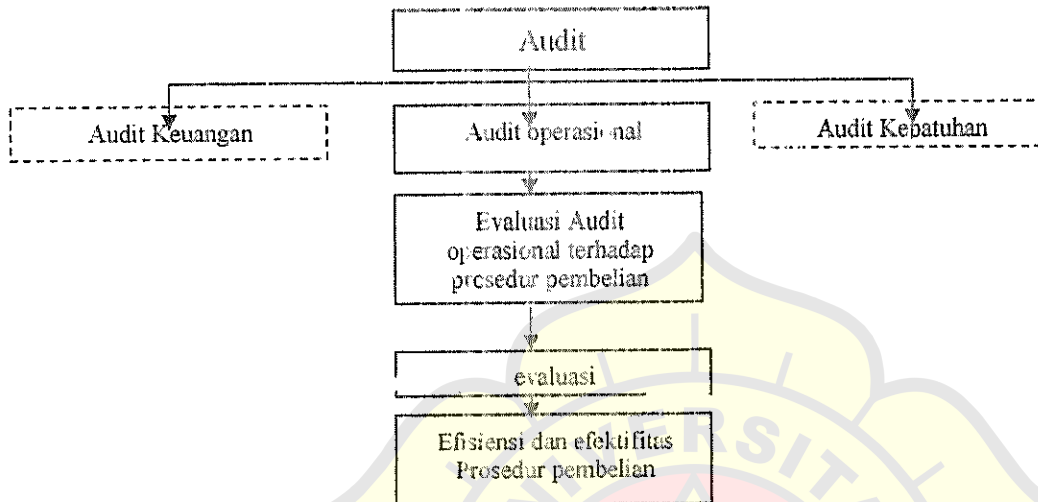 Audit
Audit Keuangan
Audit operasional
Audit Kepatuhan
Evaluasi Audit
operasional terhadap
prosedur pembelian
evaluasi
Efisiensi dan efektifitas
Prosedur pembelian